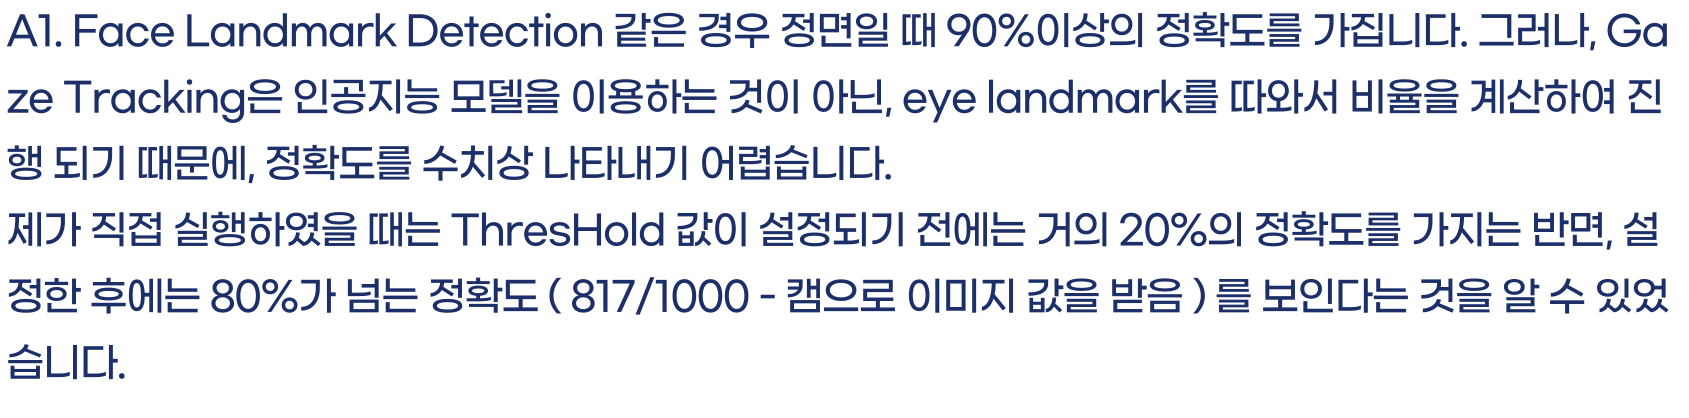 A1. Face Landmark Detection 같은 경우 정면일 때 90%이상의 정확도를 가집니다. 그러나, Ga
ze Tracking은 인공지능 모델을 이용하는 것이 아닌, eye landmark를 따와서 비율을 계산하여 진
행 되기 때문에, 정확도를 수치상 나타내기 어렵습니다.
제가 직접 실행하였을 때는 ThresHold 값이 설정되기 전에는 거의 20%의 정확도를 가지는 반면, 설
정한 후에는 80%가 넘는 정확도 ( 817/1000 - 캠으로 이미지 값을 받음 ) 를 보인다는 것을 알 수 있었
습니다.